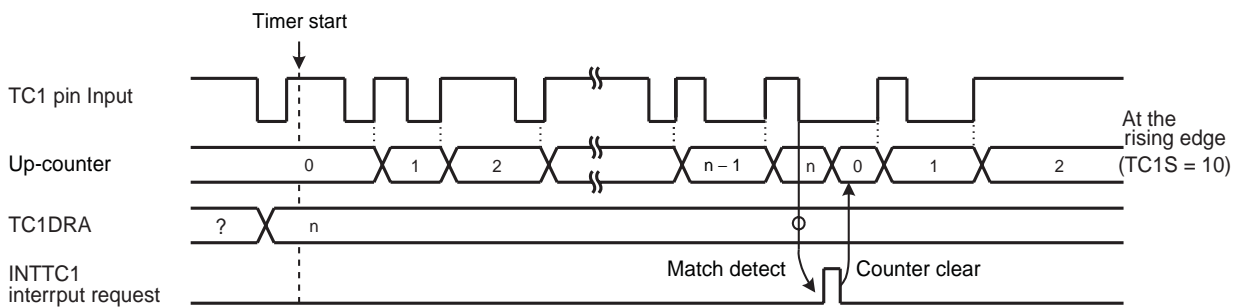 Timer start
TC1 pin Input
At the
rising edge
(TC1S = 10)
Up-counter
0
1
2
n – 1
n
0
1
2
TC1DRA
?
n
Match detect
Counter clear
INTTC1
interrput request